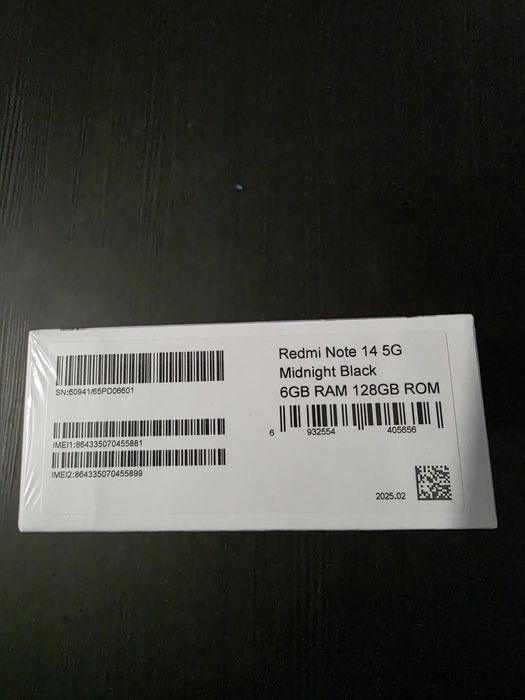 SN:60941/65PD06601
IMEI1:864335070455881
IMEI2:864335070455899
Redmi Note 14 5G
Midnight Black
6GB RAM 128GB ROM
6 932554 405656
2025.02